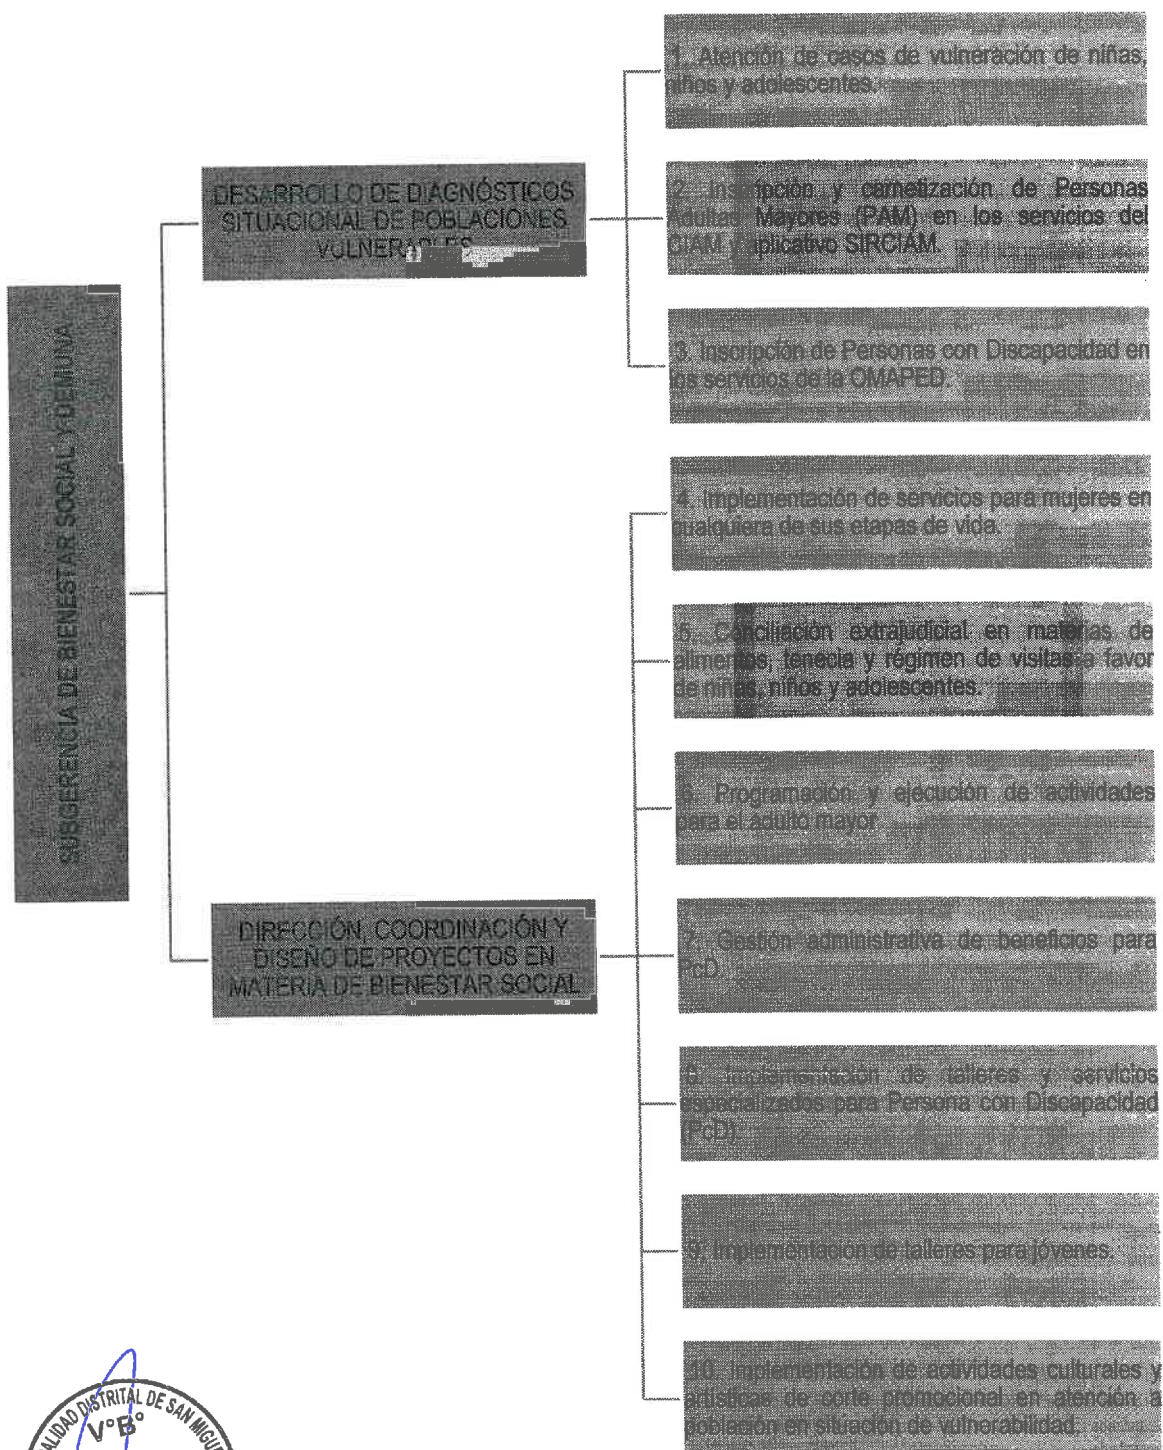 1. Atención de casos de vulneración de niñas,
niños y adolescentes.
DESARROLLO DE DIAGNÓSTICOS
SITUACIONAL DE POBLACIONES
VULNERABLES
2. Inscripción y carnetización de Personas
Adultas Mayores (PAM) en los servicios del
CIAM y aplicativo SIRCIAM.
3. Inscripción de Personas con Discapacidad en
los servicios de la OMAPED.
SUBGERENCIA DE BIENESTAR SOCIAL Y DEMUNA
4. Implementación de servicios para mujeres en
cualquiera de sus etapas de vida.
5. Conciliación extrajudicial en materias de
alimentos, tenecia y régimen de visitas a favor
de niñas, niños y adolescentes.
6. Programación y ejecución de actividades
para el adulto mayor
DIRECCIÓN, COORDINACIÓN Y
DISEÑO DE PROYECTOS EN
MATERIA DE BIENESTAR SOCIAL
7. Gestión administrativa de beneficios para
PcD.
8. Implementación de talleres y servicios
especializados para Persona con Discapacidad
(PcD).
9. Implementación de talleres para jóvenes.
10. Implementación de actividades culturales y
artísticas de corte promocional en atención a
población en situación de vulnerabilidad.
ALIDAD DISTRITAL DE SAN MIGU
V°B°